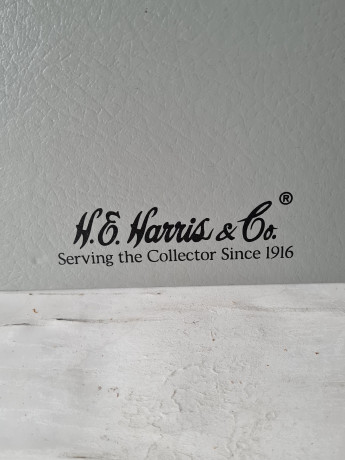 H.E. Harris & Co.®
Serving the Collector Since 1916